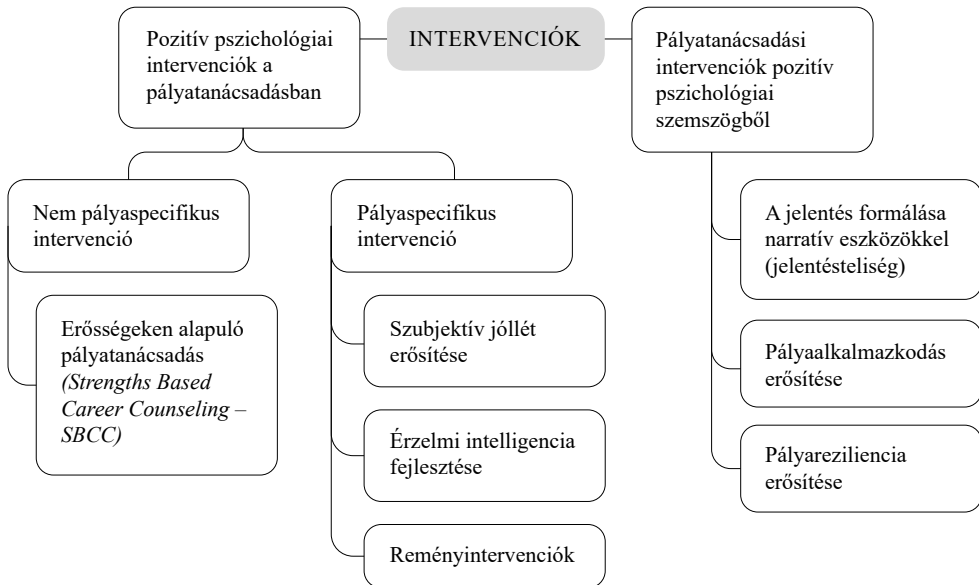 INTERVENCIÓK
Pozitív pszichológiai
intervenciók a
pályatanácsadásban
Nem pályaspecifikus
intervenció
Erősségeken alapuló
pályatanácsadás
(Strengths Based
Career Counseling –
SBCC)
Pályaspecifikus
intervenció
Szubjektív jóllét
erősítése
Érzelmi intelligencia
fejlesztése
Reményintervenciók
Pályatanácsadási
intervenciók pozitív
pszichológiai
szemszögből
A jelentés formálása
narratív eszközökkel
(jelentésteliség)
Pályaalkalmazkodás
erősítése
Pályareziliencia
erősítése